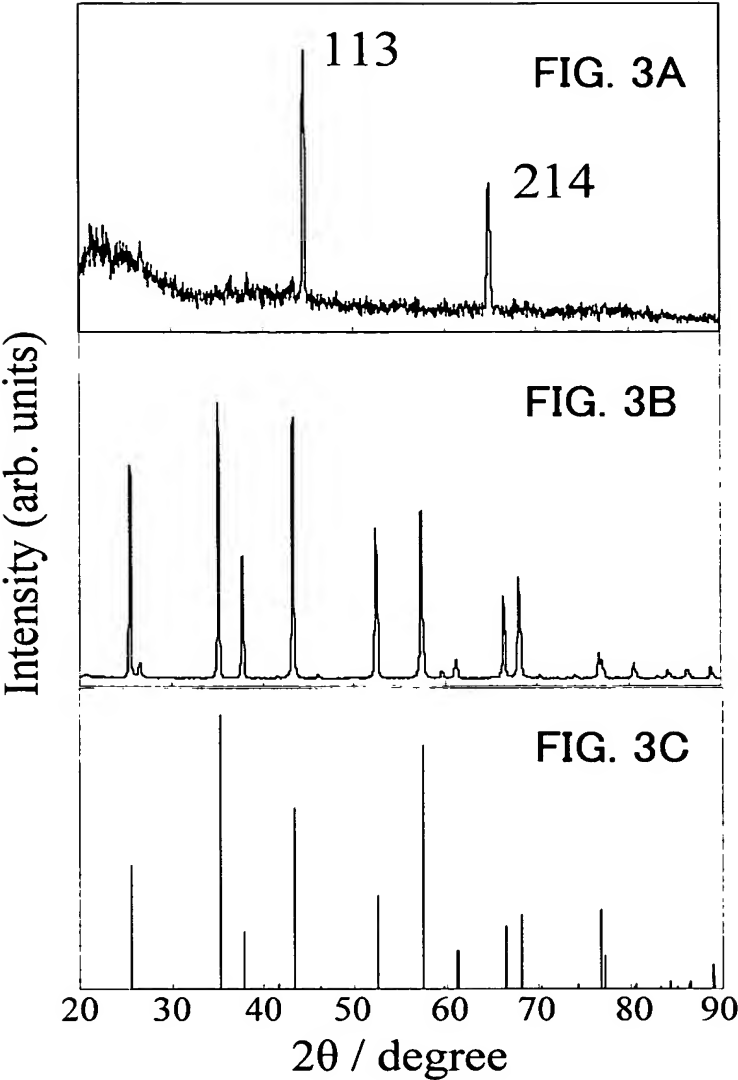 113
FIG. 3A
214
Intensity (arb. units)
FIG. 3B
FIG. 3C
20 30 40 50 60 70 80 90
2θ / degree